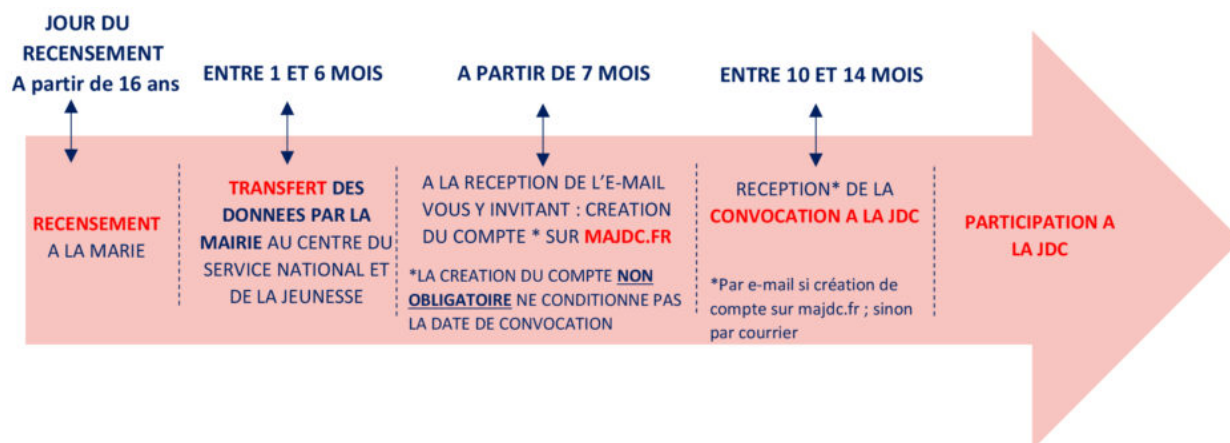 JOUR DU
RECENSEMENT
A partir de 16 ans
ENTRE 1 ET 6 MOIS
A PARTIR DE 7 MOIS
ENTRE 10 ET 14 MOIS
RECENSEMENT
A LA MARIE
TRANSFERT DES
DONNEES PAR LA
MAIRIE AU CENTRE DU
SERVICE NATIONAL ET
DE LA JEUNESSE
A LA RECEPTION DE L'E-MAIL
VOUS Y INVITANT : CREATION
DU COMPTE * SUR MAJDC.FR
*LA CREATION DU COMPTE NON
OBLIGATOIRE NE CONDITIONNE PAS
LA DATE DE CONVOCATION
RECEPTION* DE LA
CONVOCATION A LA JDC
*Par e-mail si création de
compte sur majdc.fr ; sinon
par courrier
PARTICIPATION A
LA JDC